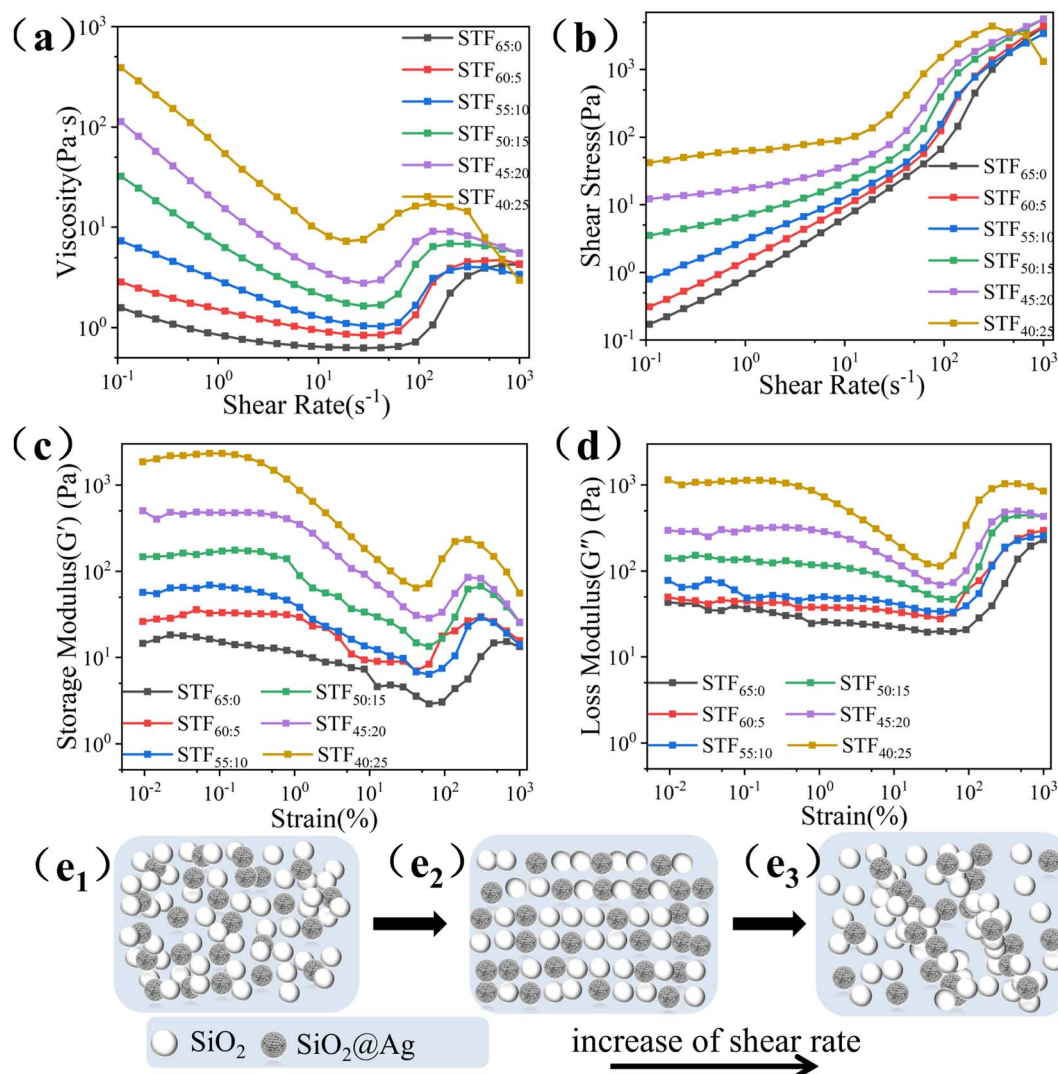 （a）
Viscosity(Pa·s)
10²
10¹
10⁰
10⁻¹ 10⁰ 10¹ 10² 10³
Shear Rate(s⁻¹)
STF₆₅:₀
STF₆₀:₅
STF₅₅:₁₀
STF₅₀:₁₅
STF₄₅:₂₀
STF₄₀:₂₅
（b）
Shear Stress(Pa)
10³
10²
10¹
10⁰
10⁻¹
10⁻¹ 10⁰ 10¹ 10² 10³
Shear Rate(s⁻¹)
STF₆₅:₀
STF₆₀:₅
STF₅₅:₁₀
STF₅₀:₁₅
STF₄₅:₂₀
STF₄₀:₂₅
（c）
Storage Modulus(G′) (Pa)
10³
10²
10¹
10⁰
STF₆₅:₀ STF₅₀:₁₅
STF₆₀:₅ STF₄₅:₂₀
STF₅₅:₁₀ STF₄₀:₂₅
10⁻² 10⁻¹ 10⁰ 10¹ 10² 10³
Strain(%)
（d）
Loss Modulus(G″) (Pa)
10³
10²
10¹
10⁰
STF₆₅:₀ STF₅₀:₁₅
STF₆₀:₅ STF₄₅:₂₀
STF₅₅:₁₀ STF₄₀:₂₅
10⁻² 10⁻¹ 10⁰ 10¹ 10² 10³
Strain(%)
（e₁） （e₂） （e₃）
SiO₂ SiO₂@Ag
increase of shear rate